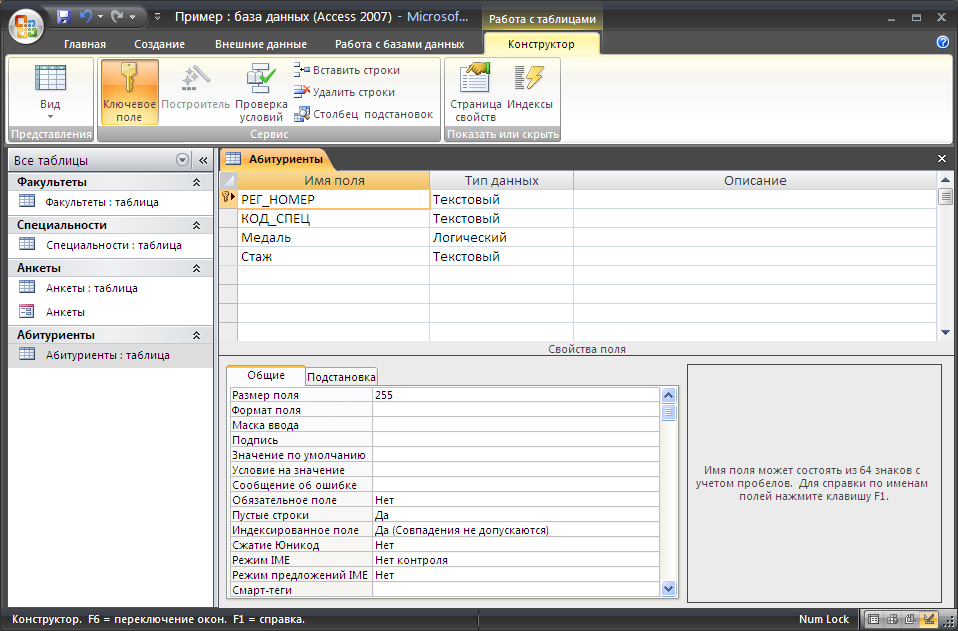 Пример : база данных (Access 2007) - Microsof...
Работа с таблицами
Главная Создание Внешние данные Работа с базами данных Конструктор
Вид
Ключевое поле
Построитель
Проверка условий
Вставить строки
Удалить строки
Столбец подстановок
Страница свойств
Индексы
Представления Сервис Показать или скрыть
Все таблицы
Факультеты
Факультеты : таблица
Специальности
Специальности : таблица
Анкеты
Анкеты : таблица
Анкеты
Абитуриенты
Абитуриенты : таблица
Абитуриенты
Имя поля Тип данных Описание
РЕГ_НОМЕР Текстовый
КОД_СПЕЦ Текстовый
Медаль Логический
Стаж Текстовый
Свойства поля
Общие Подстановка
Размер поля 255
Формат поля
Маска ввода
Подпись
Значение по умолчанию
Условие на значение
Сообщение об ошибке
Обязательное поле Нет
Пустые строки Да
Индексированное поле Да (Совпадения не допускаются)
Сжатие Юникод Нет
Режим IME Нет контроля
Режим предложений IME Нет
Смарт-теги
Имя поля может состоять из 64 знаков с
учетом пробелов. Для справки по именам
полей нажмите клавишу F1.
Конструктор. F6 = переключение окон. F1 = справка. Num Lock